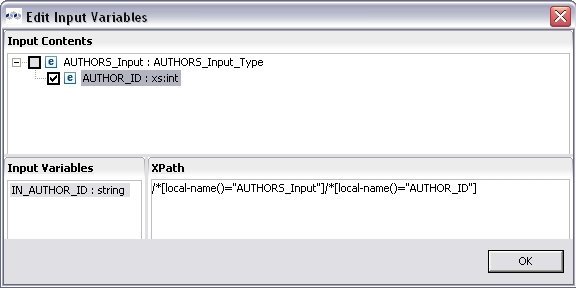 Edit Input Variables
Input Contents
AUTHORS_Input : AUTHORS_Input_Type
AUTHOR_ID : xs:int
Input Variables
XPath
IN_AUTHOR_ID : string
/*[local-name()="AUTHORS_Input"]/*[local-name()="AUTHOR_ID"]
OK